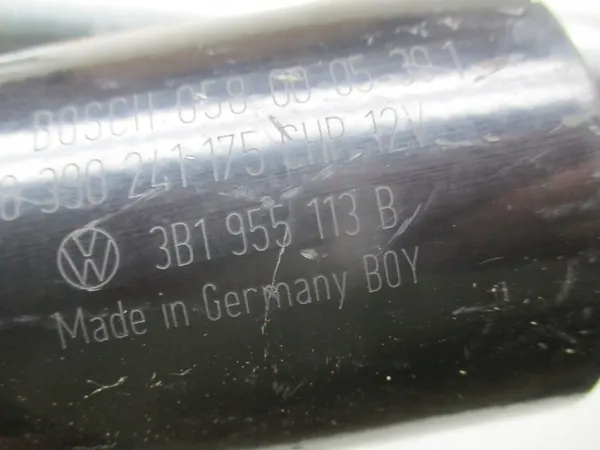 BOSCH 058 00 05 39 1
0 390 241 175 CHP 12V
VW 3B1 955 113 B
Made in Germany BOY